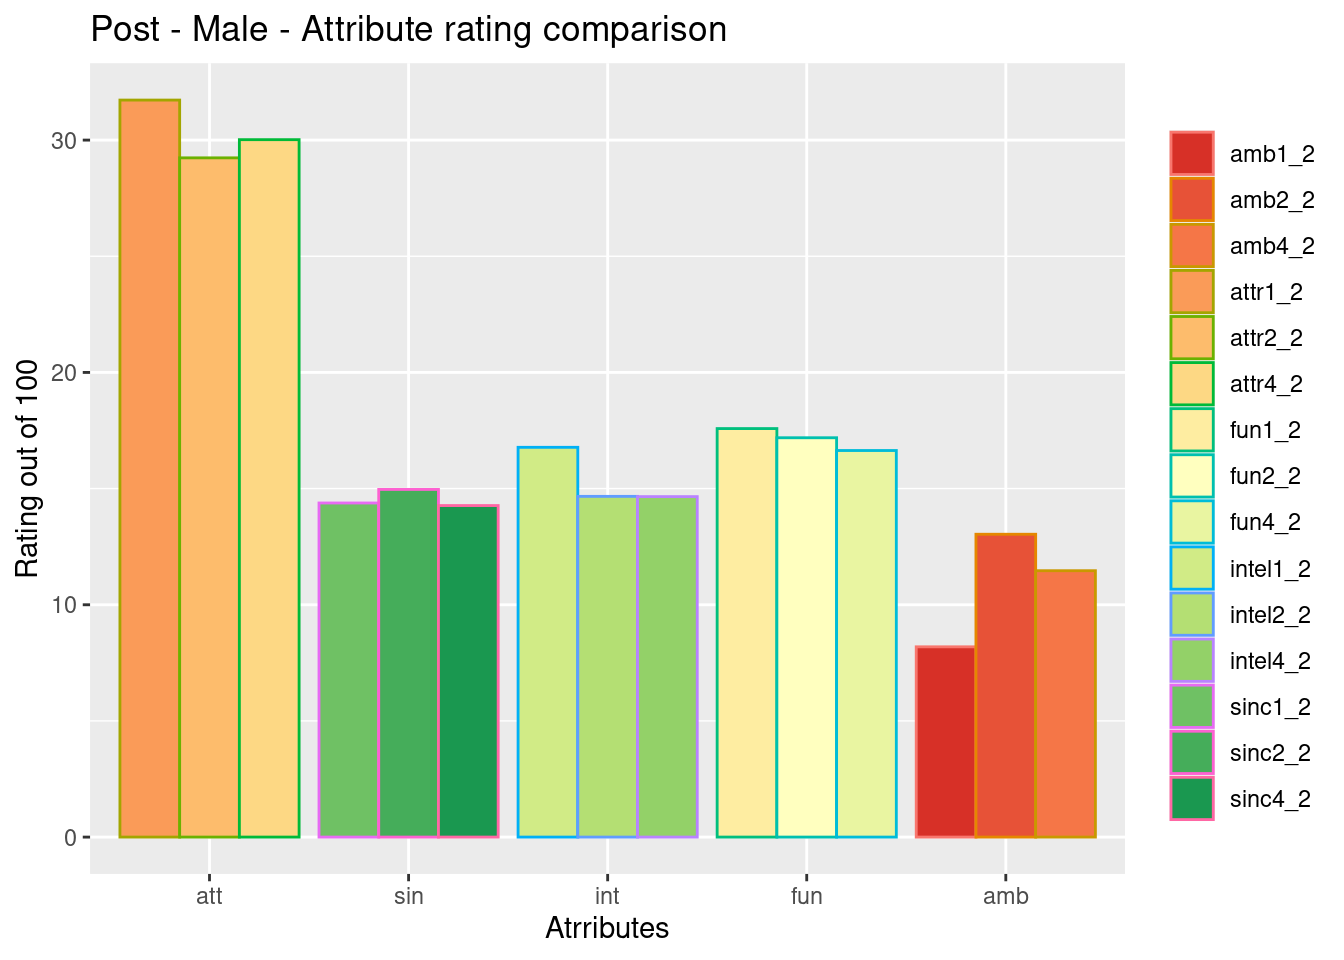 Post - Male - Attribute rating comparison
Rating out of 100
30
20
10
0
att
sin
int
fun
amb
Atrributes
amb1_2
amb2_2
amb4_2
attr1_2
attr2_2
attr4_2
fun1_2
fun2_2
fun4_2
intel1_2
intel2_2
intel4_2
sinc1_2
sinc2_2
sinc4_2